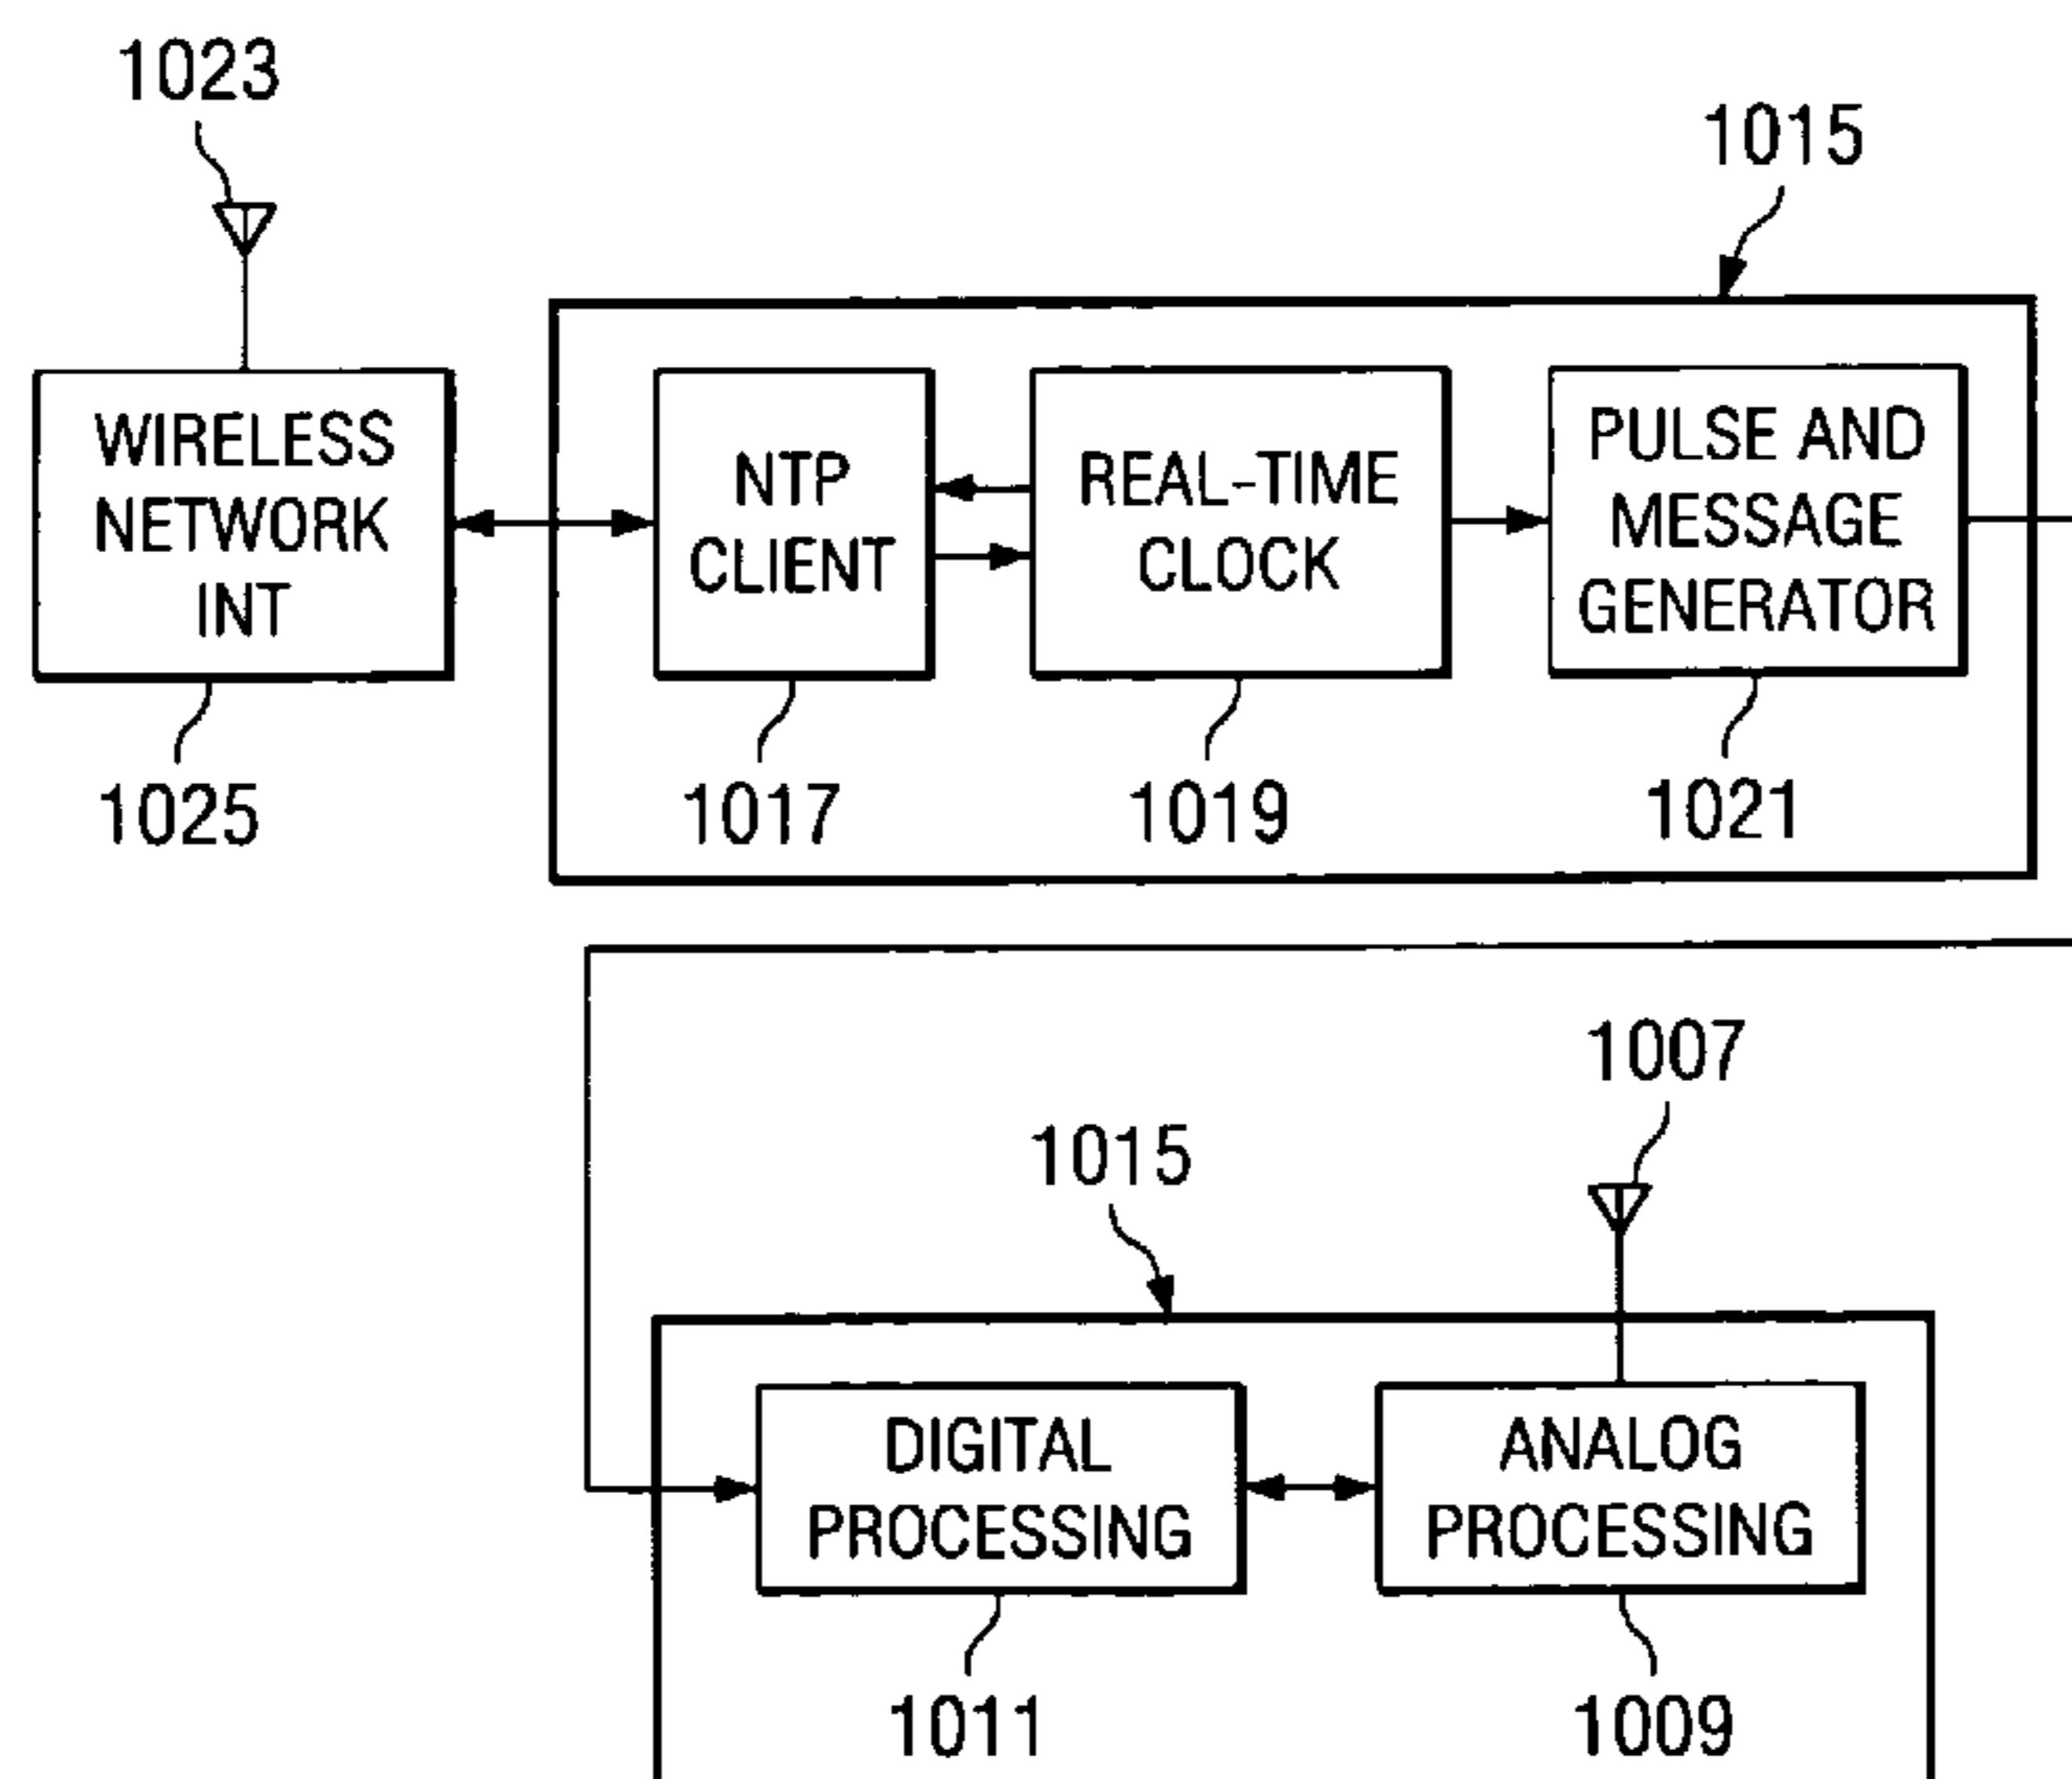 1023
1015
WIRELESS
NETWORK
INT
NTP
CLIENT
REAL-TIME
CLOCK
PULSE AND
MESSAGE
GENERATOR
1025
1017
1019
1021
1007
1015
DIGITAL
PROCESSING
ANALOG
PROCESSING
1011
1009